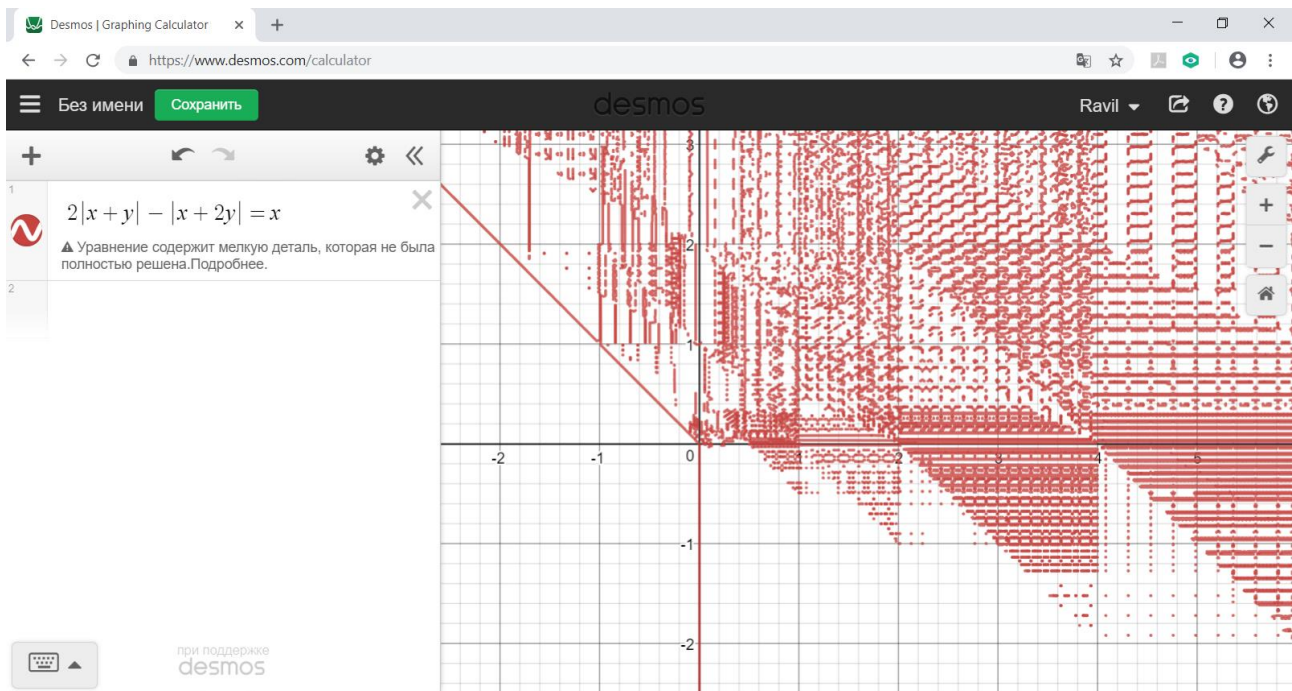 Desmos | Graphing Calculator
https://www.desmos.com/calculator
Без имени Сохранить desmos Ravil
1
2|x + y| − |x + 2y| = x
Уравнение содержит мелкую деталь, которая не была
полностью решена.Подробнее.
2
3
2
1
-2 -1 0 1 2 3 4 5
-1
-2
при поддержке
desmos